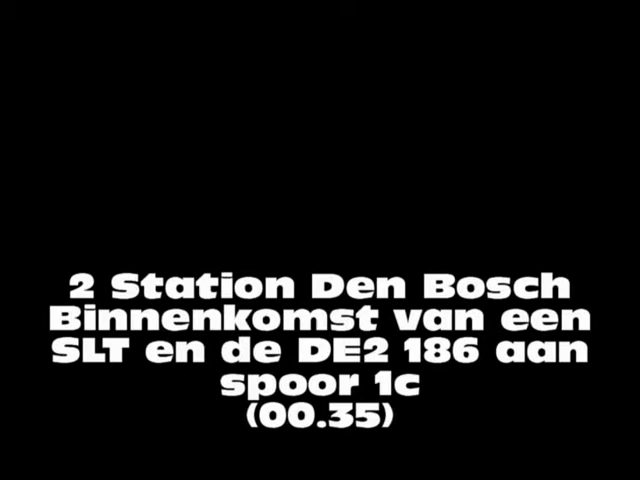 2 Station Den Bosch
Binnenkomst van een
SLT en de DE2 186 aan
spoor 1c
(00.35)